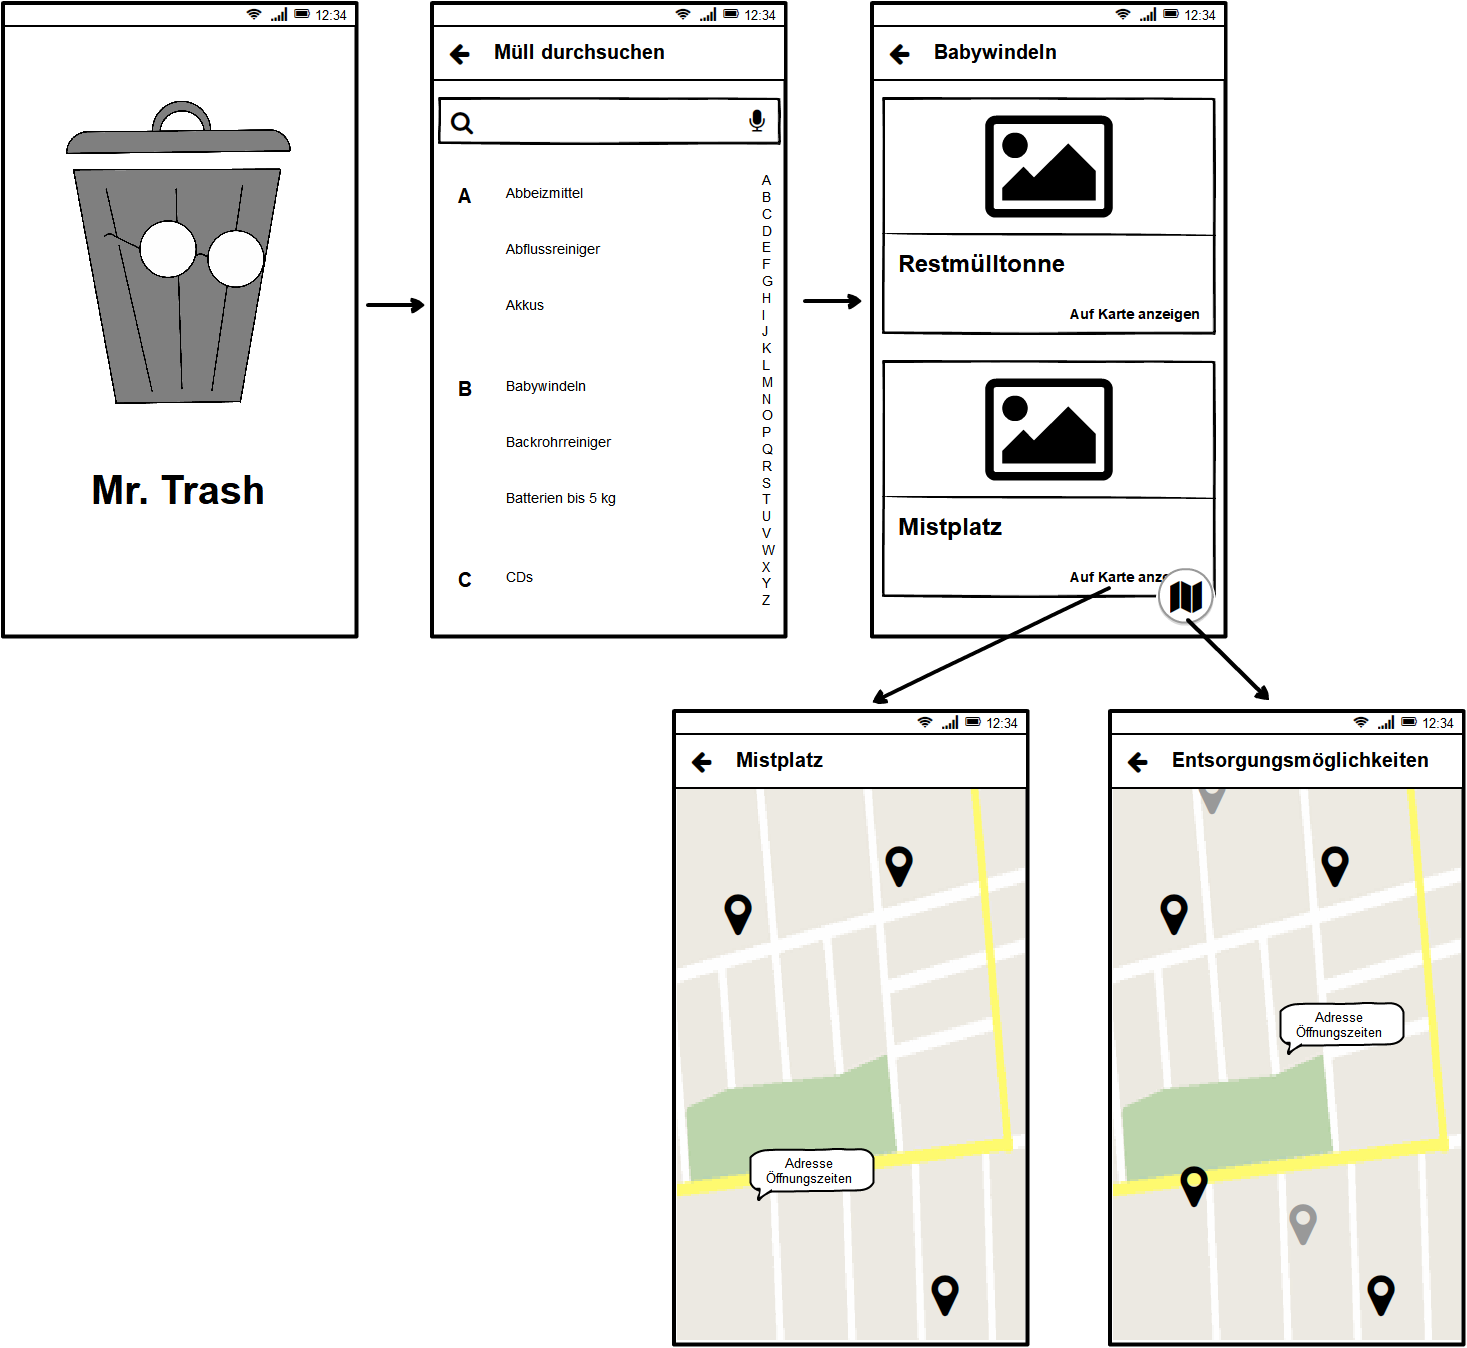 12:34
Mr. Trash
12:34
Müll durchsuchen
A
Abbeizmittel
Abflussreiniger
Akkus
B
Babywindeln
Backrohrreiniger
Batterien bis 5 kg
C
CDs
A
B
C
D
E
F
G
H
I
J
K
L
M
N
O
P
Q
R
S
T
U
V
W
X
Y
Z
12:34
Babywindeln
Restmülltonne
Auf Karte anzeigen
Mistplatz
Auf Karte anze
12:34
Mistplatz
Adresse
Öffnungszeiten
12:34
Entsorgungsmöglichkeiten
Adresse
Öffnungszeiten